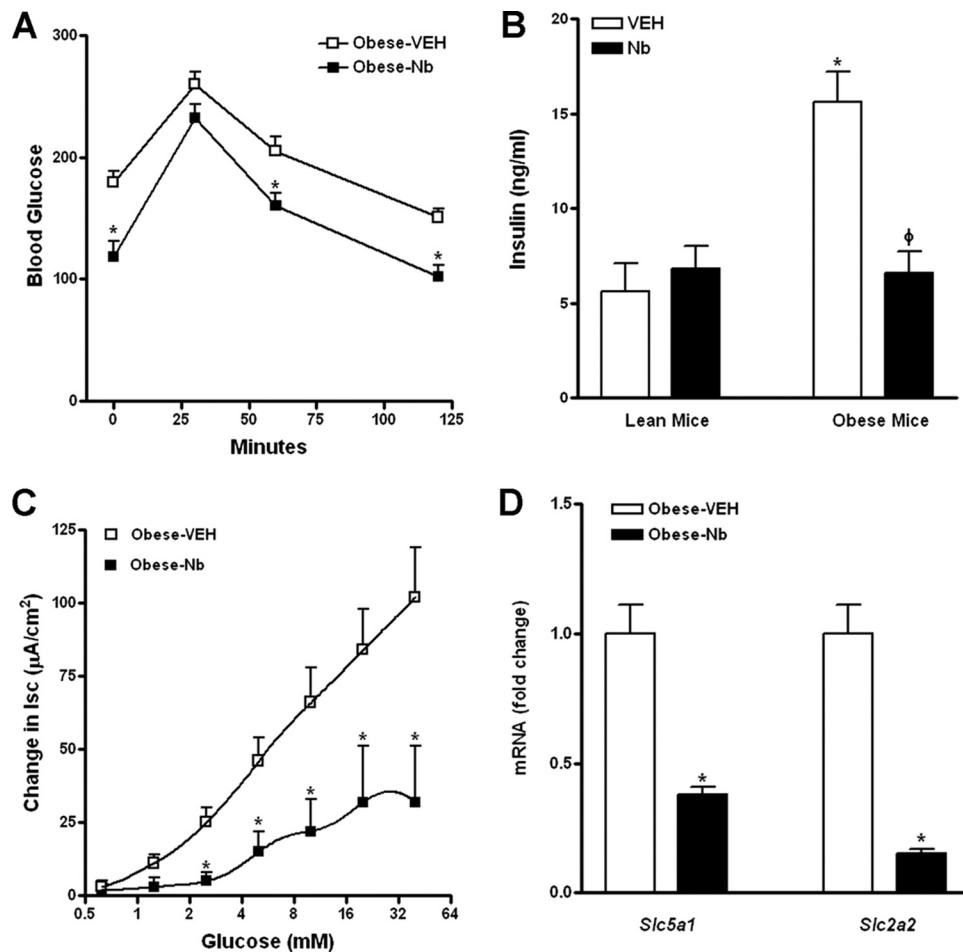 A
Obese-VEH
Obese-Nb
300
200
100
0
Blood Glucose
*
*
*
0
25
50
75
100
125
Minutes
B
VEH
Nb
20
15
10
5
0
Insulin (ng/ml)
*
ϕ
Lean Mice
Obese Mice
C
Obese-VEH
Obese-Nb
125
100
75
50
25
0
Change in Isc (μA/cm²)
*
*
*
*
*
0.5
1
2
4
8
16
32
64
Glucose (mM)
D
Obese-VEH
Obese-Nb
1.5
1.0
0.5
0.0
mRNA (fold change)
*
*
Slc5a1
Slc2a2